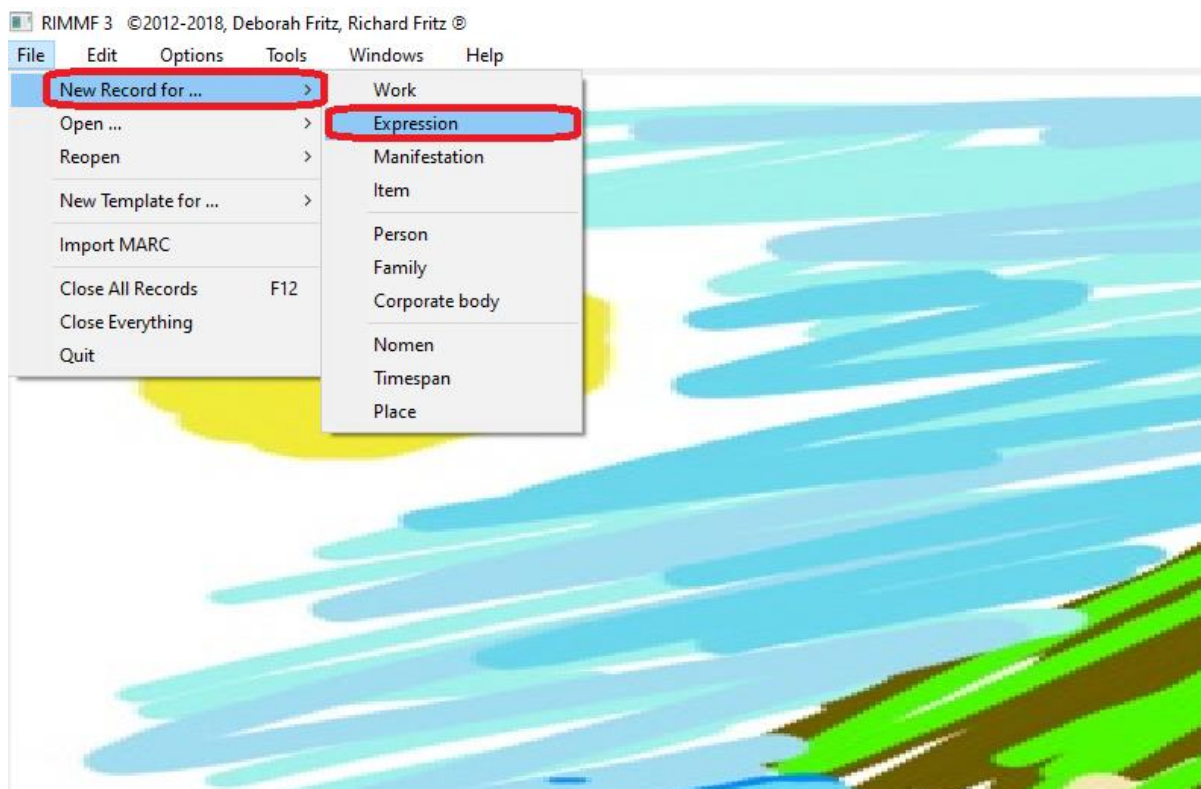 RIMMF 3 ©2012-2018, Deborah Fritz, Richard Fritz ®
File Edit Options Tools Windows Help
New Record for ... >
Open ... >
Reopen >
New Template for ... >
Import MARC
Close All Records F12
Close Everything
Quit
Work
Expression
Manifestation
Item
Person
Family
Corporate body
Nomen
Timespan
Place